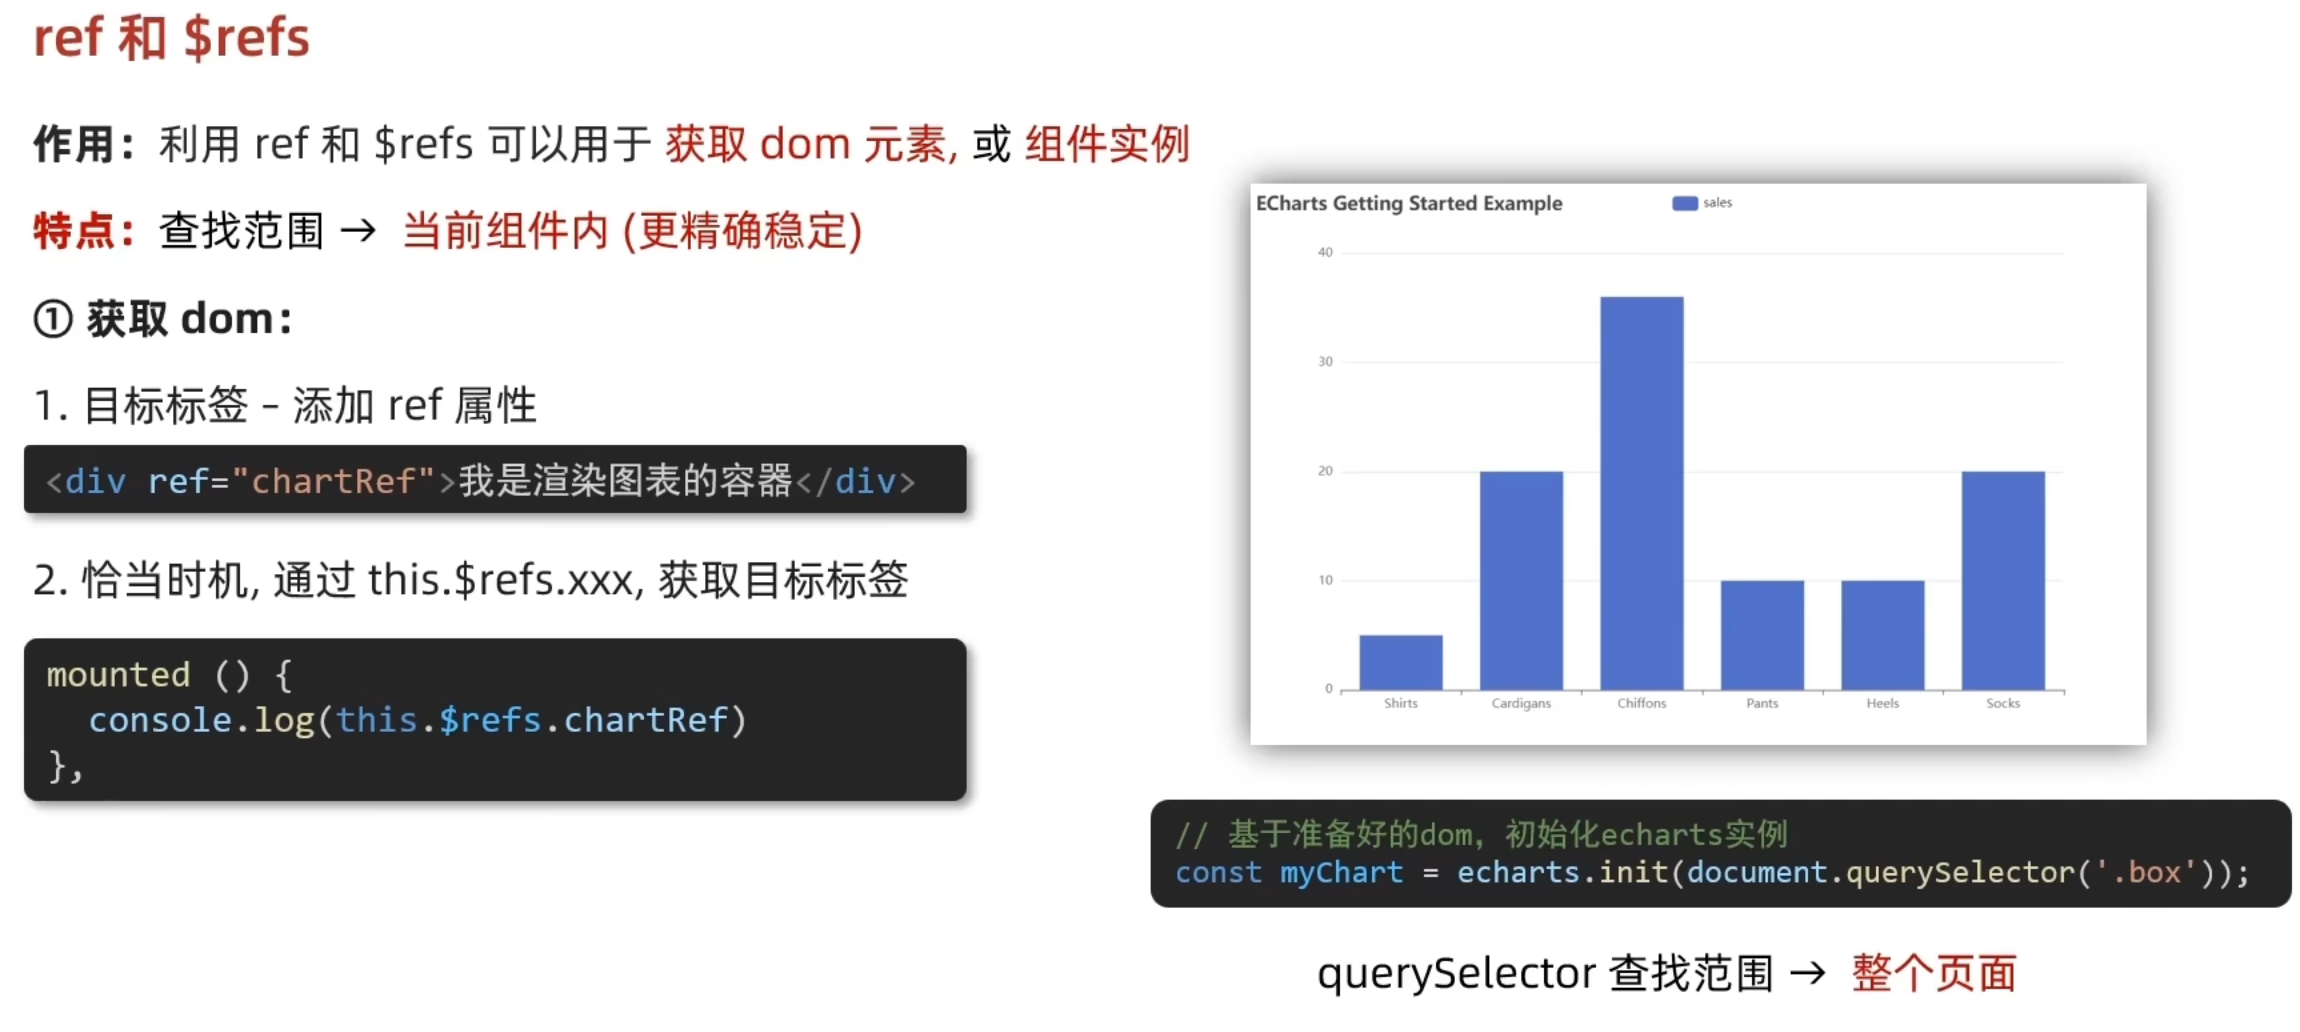 ref 和 $refs
作用：利用 ref 和 $refs 可以用于 获取 dom 元素, 或 组件实例
特点：查找范围 → 当前组件内 (更精确稳定)
① 获取 dom：
1. 目标标签 – 添加 ref 属性
<div ref="chartRef">我是渲染图表的容器</div>
2. 恰当时机, 通过 this.$refs.xxx, 获取目标标签
mounted () {
  console.log(this.$refs.chartRef)
},
ECharts Getting Started Example
sales
40
30
20
10
0
Shirts Cardigans Chiffons Pants Heels Socks
// 基于准备好的dom，初始化echarts实例
const myChart = echarts.init(document.querySelector('.box'));
querySelector 查找范围 → 整个页面